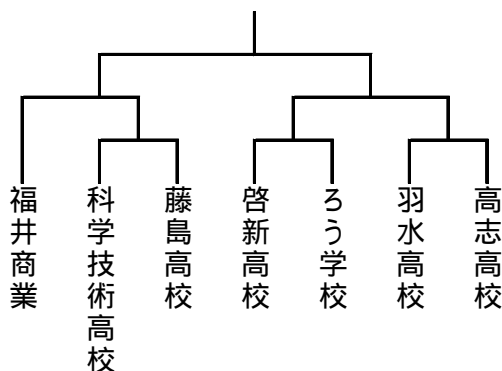 福井商業
科学技術高校
藤島高校
啓新高校
ろう学校
羽水高校
高志高校